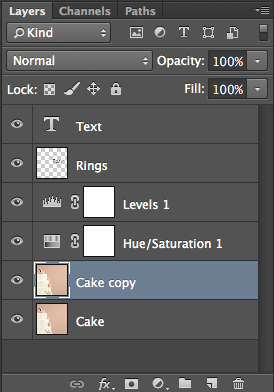 Layers Channels Paths
Kind T
Normal Opacity: 100%
Lock: Fill: 100%
T Text
Rings
Levels 1
Hue/Saturation 1
Cake copy
Cake
fx